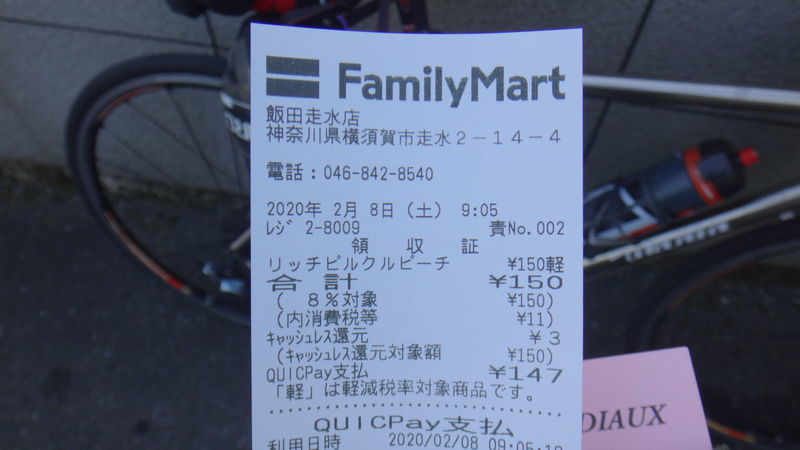 FamilyMart
飯田走水店
神奈川県横須賀市走水2-14-4
電話:046-842-8540
2020年 2月 8日(土) 9:05
ﾚｼﾞ 2-8009 責No.002
領 収 証
リッチピルクルピーチ ¥150軽
合 計 ¥150
( 8%対象 ¥150)
(内消費税等 ¥11)
ｷｬｯｼｭﾚｽ還元 ¥3
(ｷｬｯｼｭﾚｽ還元対象額 ¥150)
QUICPay支払 ¥147
「軽」は軽減税率対象商品です。
QUICPay支払
利用日時 2020/02/08 09:05:
DIAUX